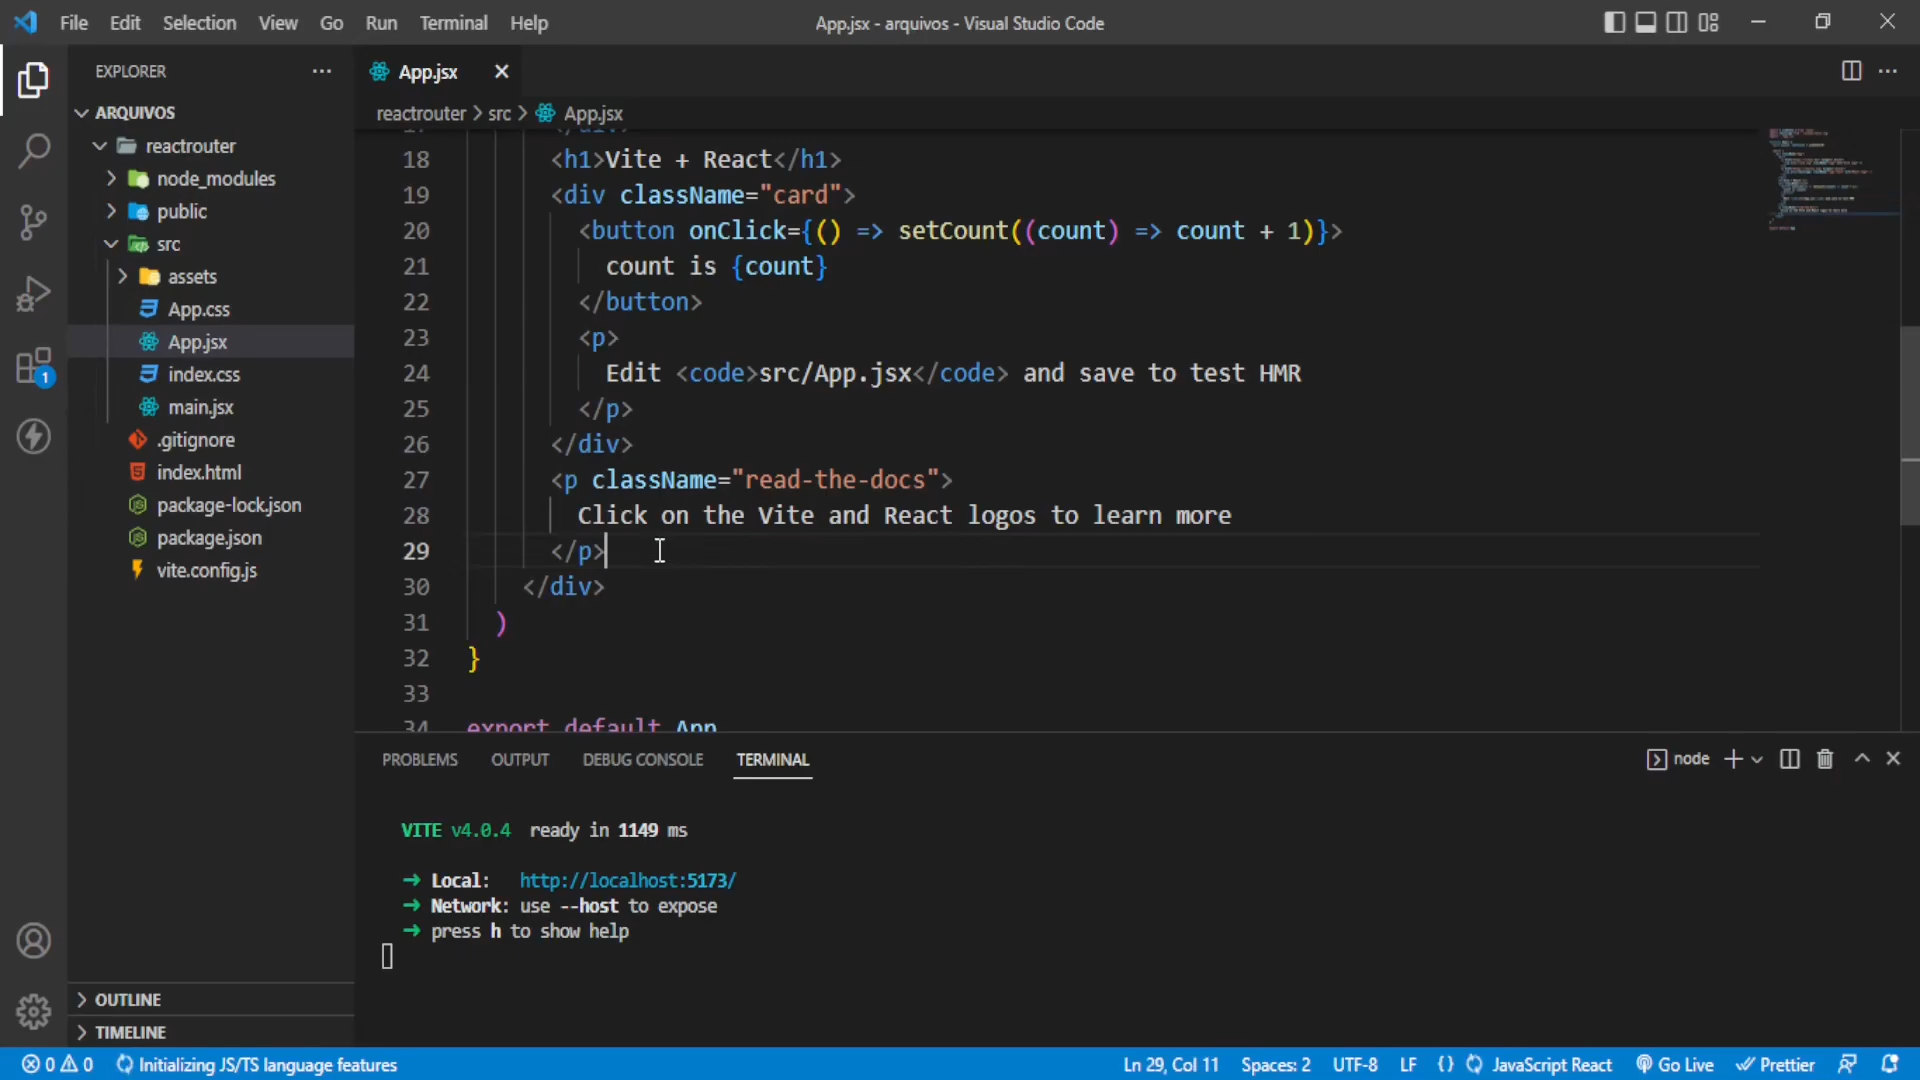 File Edit Selection View Go Run Terminal Help
App.jsx - arquivos - Visual Studio Code
EXPLORER
ARQUIVOS
reactrouter
node_modules
public
src
assets
App.css
App.jsx
index.css
main.jsx
.gitignore
index.html
package-lock.json
package.json
vite.config.js
OUTLINE
TIMELINE
1
App.jsx
reactrouter > src > App.jsx
18 <h1>Vite + React</h1>
19 <div className="card">
20 <button onClick={() => setCount((count) => count + 1)}>
21 count is {count}
22 </button>
23 <p>
24 Edit <code>src/App.jsx</code> and save to test HMR
25 </p>
26 </div>
27 <p className="read-the-docs">
28 Click on the Vite and React logos to learn more
29 </p>
30 </div>
31 )
32 }
33
34 export default App
PROBLEMS OUTPUT DEBUG CONSOLE TERMINAL
node
VITE v4.0.4 ready in 1149 ms
➜ Local: http://localhost:5173/
➜ Network: use --host to expose
➜ press h to show help
0 0 Initializing JS/TS language features
Ln 29, Col 11 Spaces: 2 UTF-8 LF {} JavaScript React Go Live Prettier